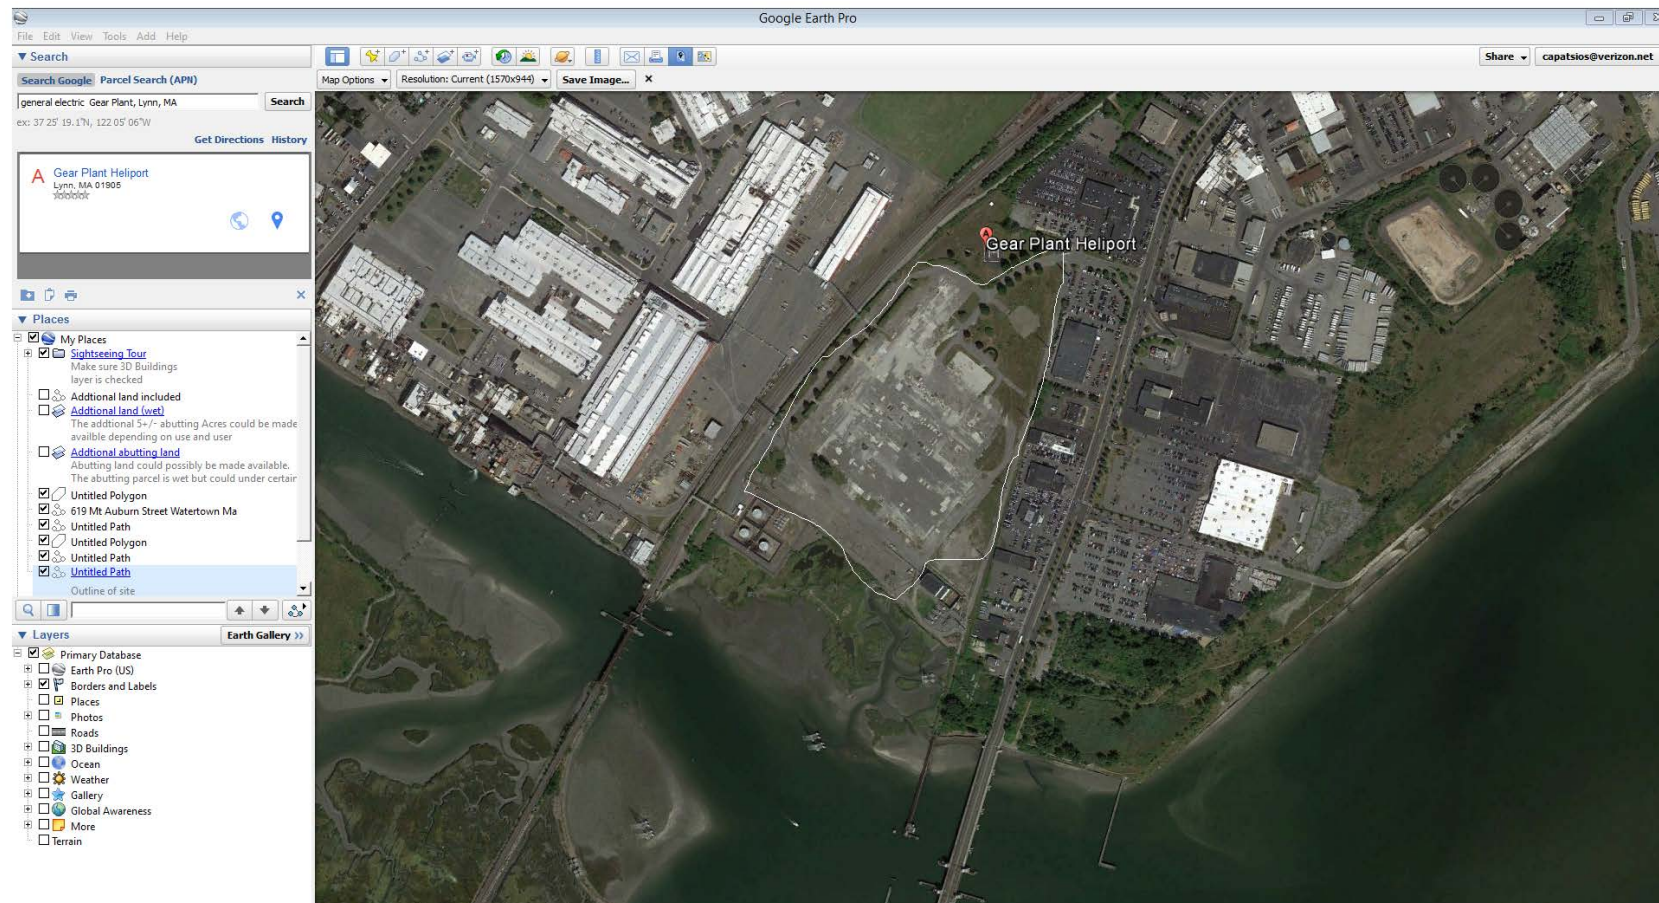 Google Earth Pro
File Edit View Tools Add Help
Search
Search Google Parcel Search (APN)
general electric Gear Plant, Lynn, MA Search
ex: 37 25' 19.1"N, 122 05' 06"W
Get Directions History
A Gear Plant Heliport
Lynn, MA 01905
Places
My Places
Sightseeing Tour
Make sure 3D Buildings
layer is checked
Addtional land included
Addtional land (wet)
The addtional 5+/- abutting Acres could be made
availble depending on use and user
Addtional abutting land
Abutting land could possibly be made available.
The abutting parcel is wet but could under certain
Untitled Polygon
619 Mt Auburn Street Watertown Ma
Untitled Path
Untitled Polygon
Untitled Path
Untitled Path
Outline of site
Layers Earth Gallery >>
Primary Database
Earth Pro (US)
Borders and Labels
Places
Photos
Roads
3D Buildings
Ocean
Weather
Gallery
Global Awareness
More
Terrain
Share capatsios@verizon.net
Map Options Resolution: Current (1570x944) Save Image...
A
Gear Plant Heliport